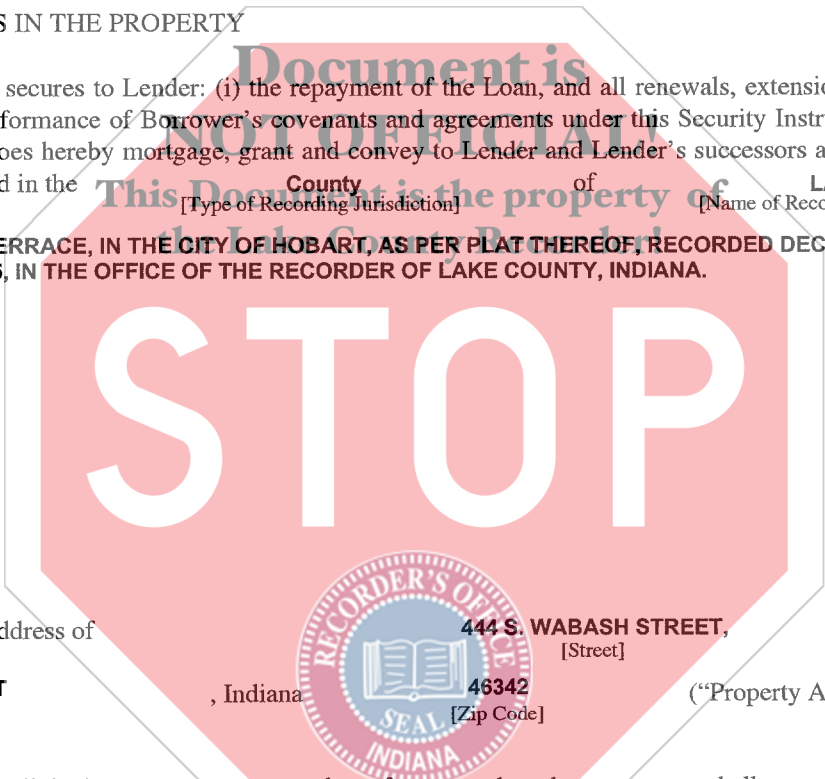 S IN THE PROPERTY
Document is
secures to Lender: (i) the repayment of the Loan, and all renewals, extensio
formance of Borrower's covenants and agreements under this Security Instr
NOT OFFICIAL!
oes hereby mortgage, grant and convey to Lender and Lender's successors a
d in the County of L
This Document is the property of
[Type of Recording Jurisdiction] [Name of Reco
the Lake County Recorder!
ERRACE, IN THE CITY OF HOBART, AS PER PLAT THEREOF, RECORDED DEC
, IN THE OFFICE OF THE RECORDER OF LAKE COUNTY, INDIANA.
STOP
RECORDER'S OFFICE
ddress of 444 S. WABASH STREET,
[Street]
T , Indiana 46342 ("Property A
[Zip Code]
SEAL
INDIANA